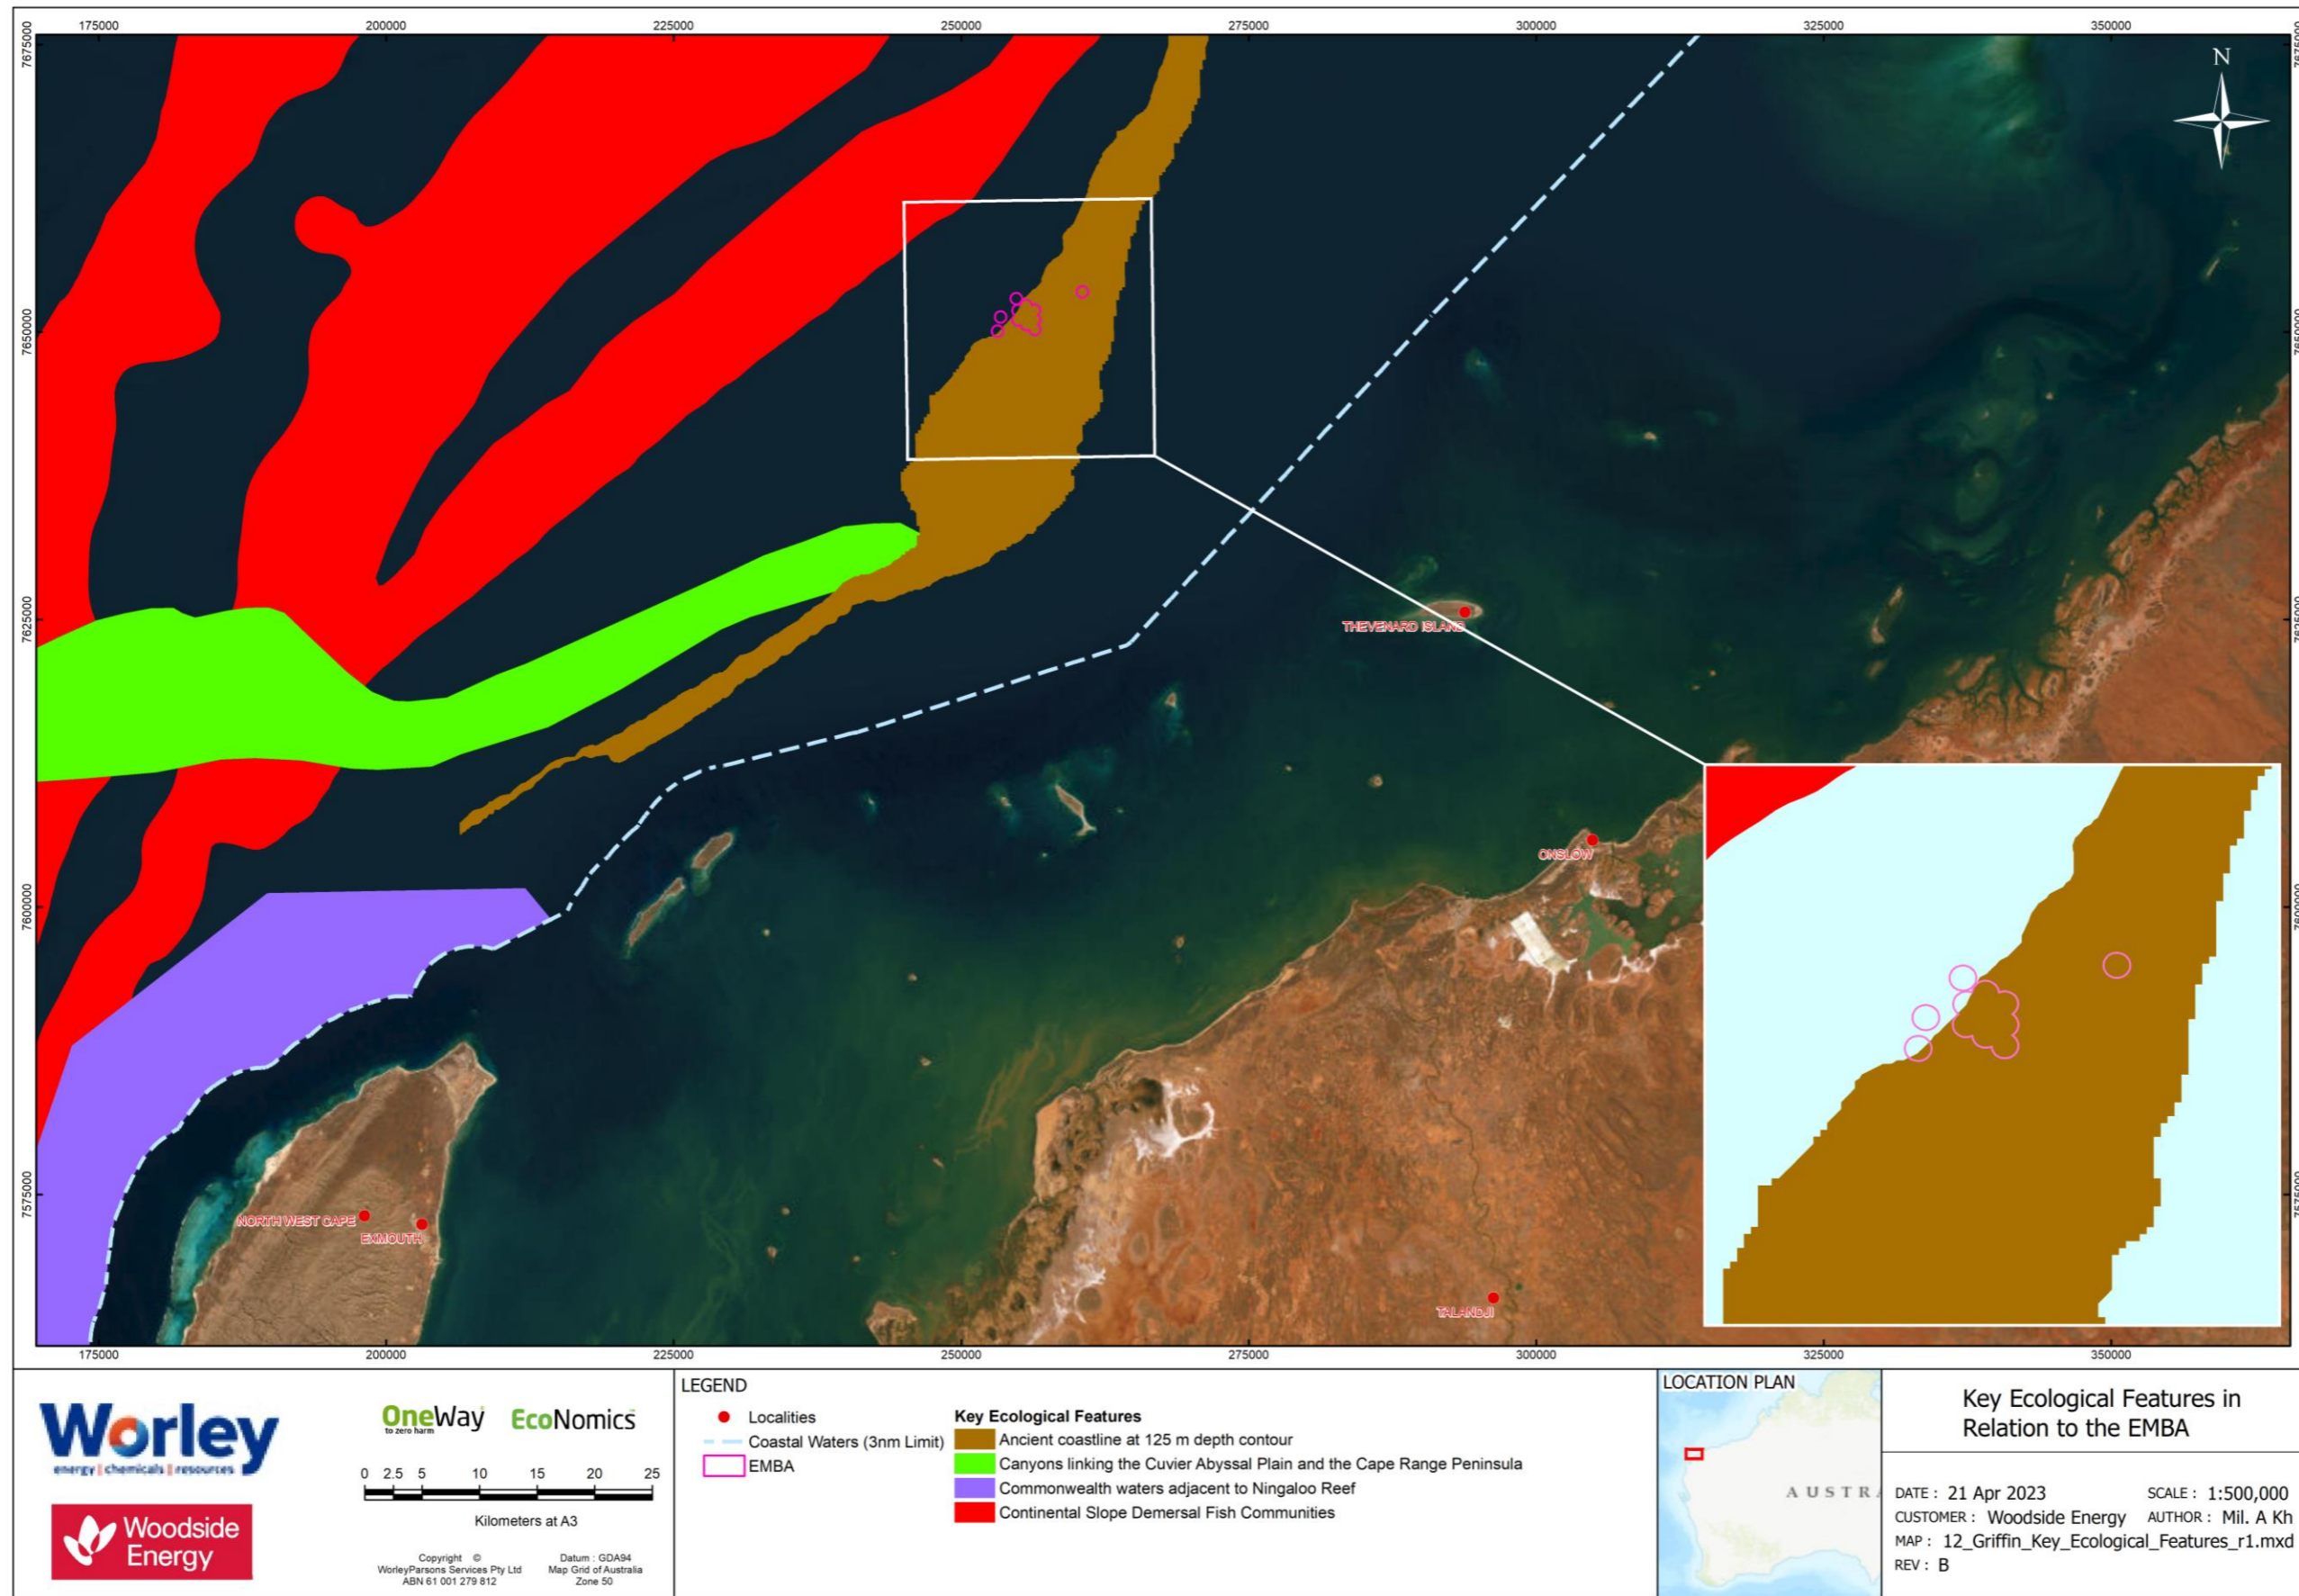 175000 200000 225000 250000 275000 300000 325000 350000
7675000 7675000
N
7650000 7650000
7625000 7625000
THEVENARD ISLAND
ONSLOW
7600000 7600000
7575000 7575000
NORTH WEST CAPE
EXMOUTH
TALANDJI
175000 200000 225000 250000 275000 300000 325000 350000
Worley
energy | chemicals | resources
Woodside
Energy
OneWay
to zero harm
EcoNomics
0 2.5 5 10 15 20 25
Kilometers at A3
Copyright ©
WorleyParsons Services Pty Ltd
ABN 61 001 279 812
Datum : GDA94
Map Grid of Australia
Zone 50
LEGEND
Localities
Coastal Waters (3nm Limit)
EMBA
Key Ecological Features
Ancient coastline at 125 m depth contour
Canyons linking the Cuvier Abyssal Plain and the Cape Range Peninsula
Commonwealth waters adjacent to Ningaloo Reef
Continental Slope Demersal Fish Communities
LOCATION PLAN
AUSTRA
Key Ecological Features in
Relation to the EMBA
DATE : 21 Apr 2023 SCALE : 1:500,000
CUSTOMER : Woodside Energy AUTHOR : Mil. A Kh
MAP : 12_Griffin_Key_Ecological_Features_r1.mxd
REV : B